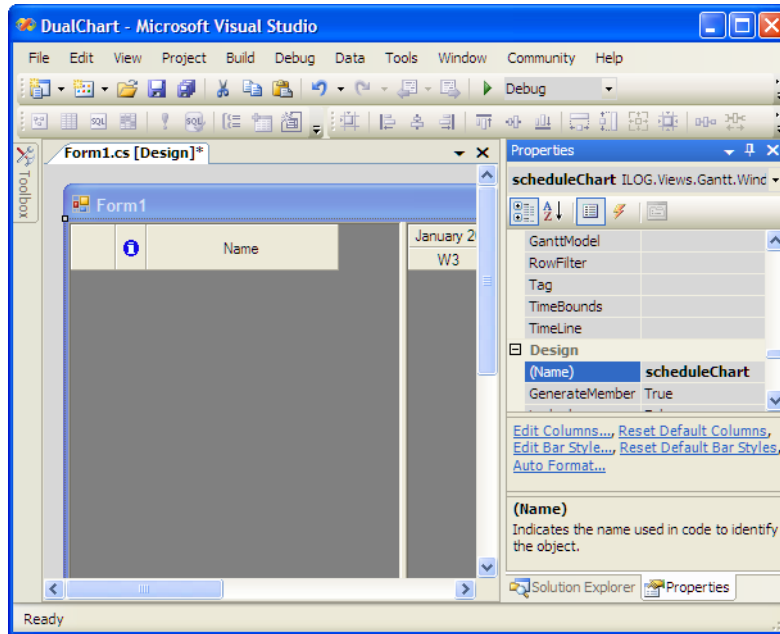 DualChart - Microsoft Visual Studio
File Edit View Project Build Debug Data Tools Window Community Help
Debug
Toolbox
Form1.cs [Design]*
Form1
Name
January 2
W3
Properties
scheduleChart ILOG.Views.Gantt.Wind
GanttModel
RowFilter
Tag
TimeBounds
TimeLine
Design
(Name) scheduleChart
GenerateMember True
Edit Columns..., Reset Default Columns,
Edit Bar Style..., Reset Default Bar Styles,
Auto Format...
(Name)
Indicates the name used in code to identify
the object.
Solution Explorer Properties
Ready